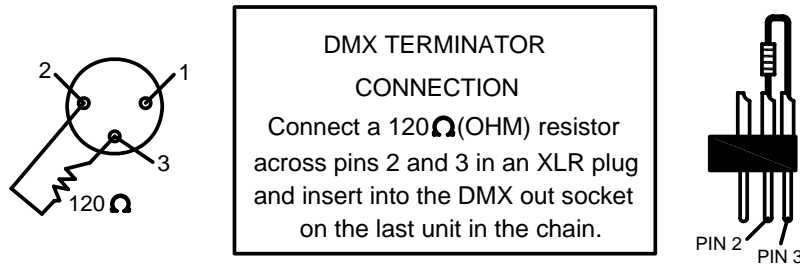 2
1
3
120 Ω
DMX TERMINATOR
CONNECTION
Connect a 120Ω(OHM) resistor
across pins 2 and 3 in an XLR plug
and insert into the DMX out socket
on the last unit in the chain.
PIN 2
PIN 3